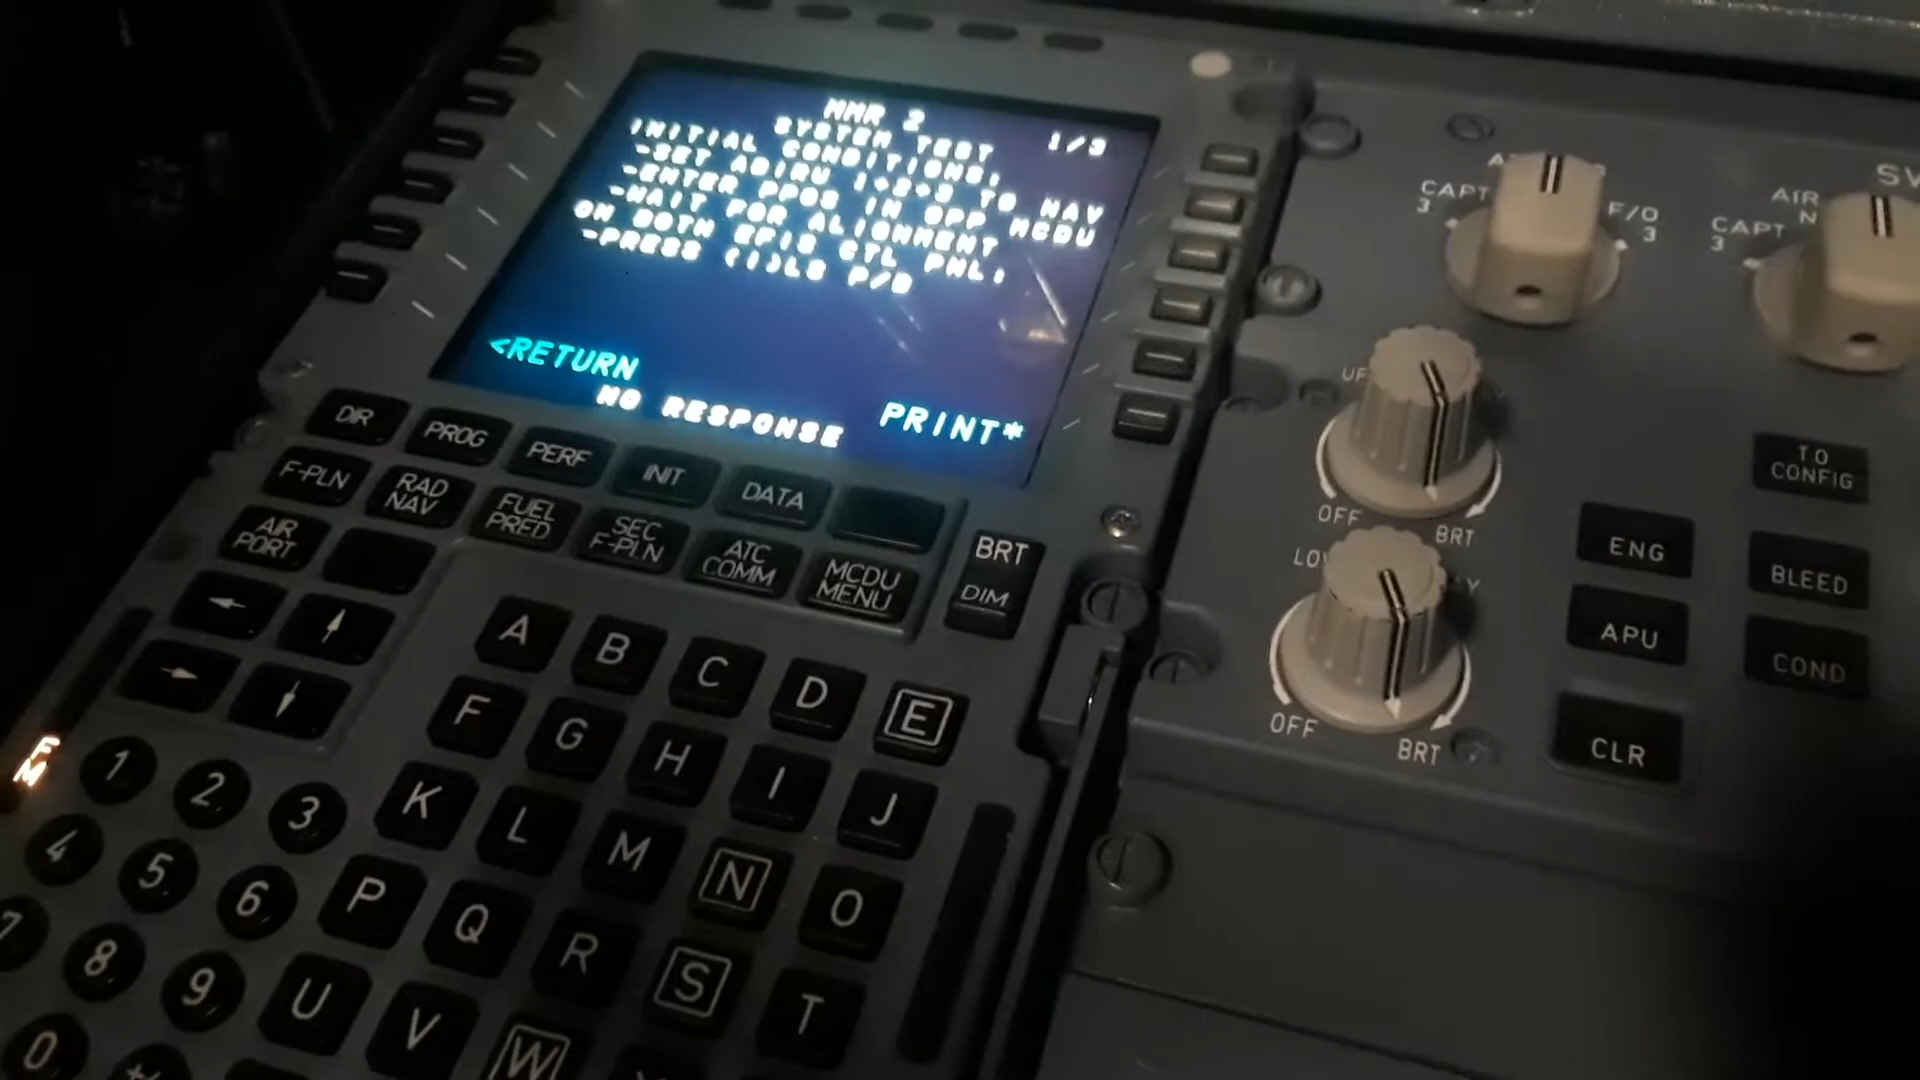 MMR 2
SYSTEM TEST 1/3
INITIAL CONDITIONS:
-SET ADIRU 1+2+3 TO NAV
-ENTER PPOS IN OPP MCDU
-WAIT FOR ALIGNMENT
ON BOTH EFIS CTL PNL:
-PRESS (I)LS P/B
<RETURN
NO RESPONSE PRINT*
DIR PROG PERF INIT DATA
F-PLN RAD NAV FUEL PRED SEC F-PLN ATC COMM MCDU MENU
AIR PORT
BRT
DIM
FM
A B C D E
F G H I J
K L M N O
P Q R S T
U V W
1 2 3
4 5 6
7 8 9
0
CAPT 3 F/O 3
AIR
CAPT 3
OFF BRT
OFF BRT
TO CONFIG
ENG BLEED
APU COND
CLR